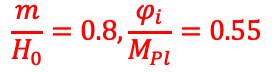 m/H₀ = 0.8, φᵢ/M_Pl = 0.55